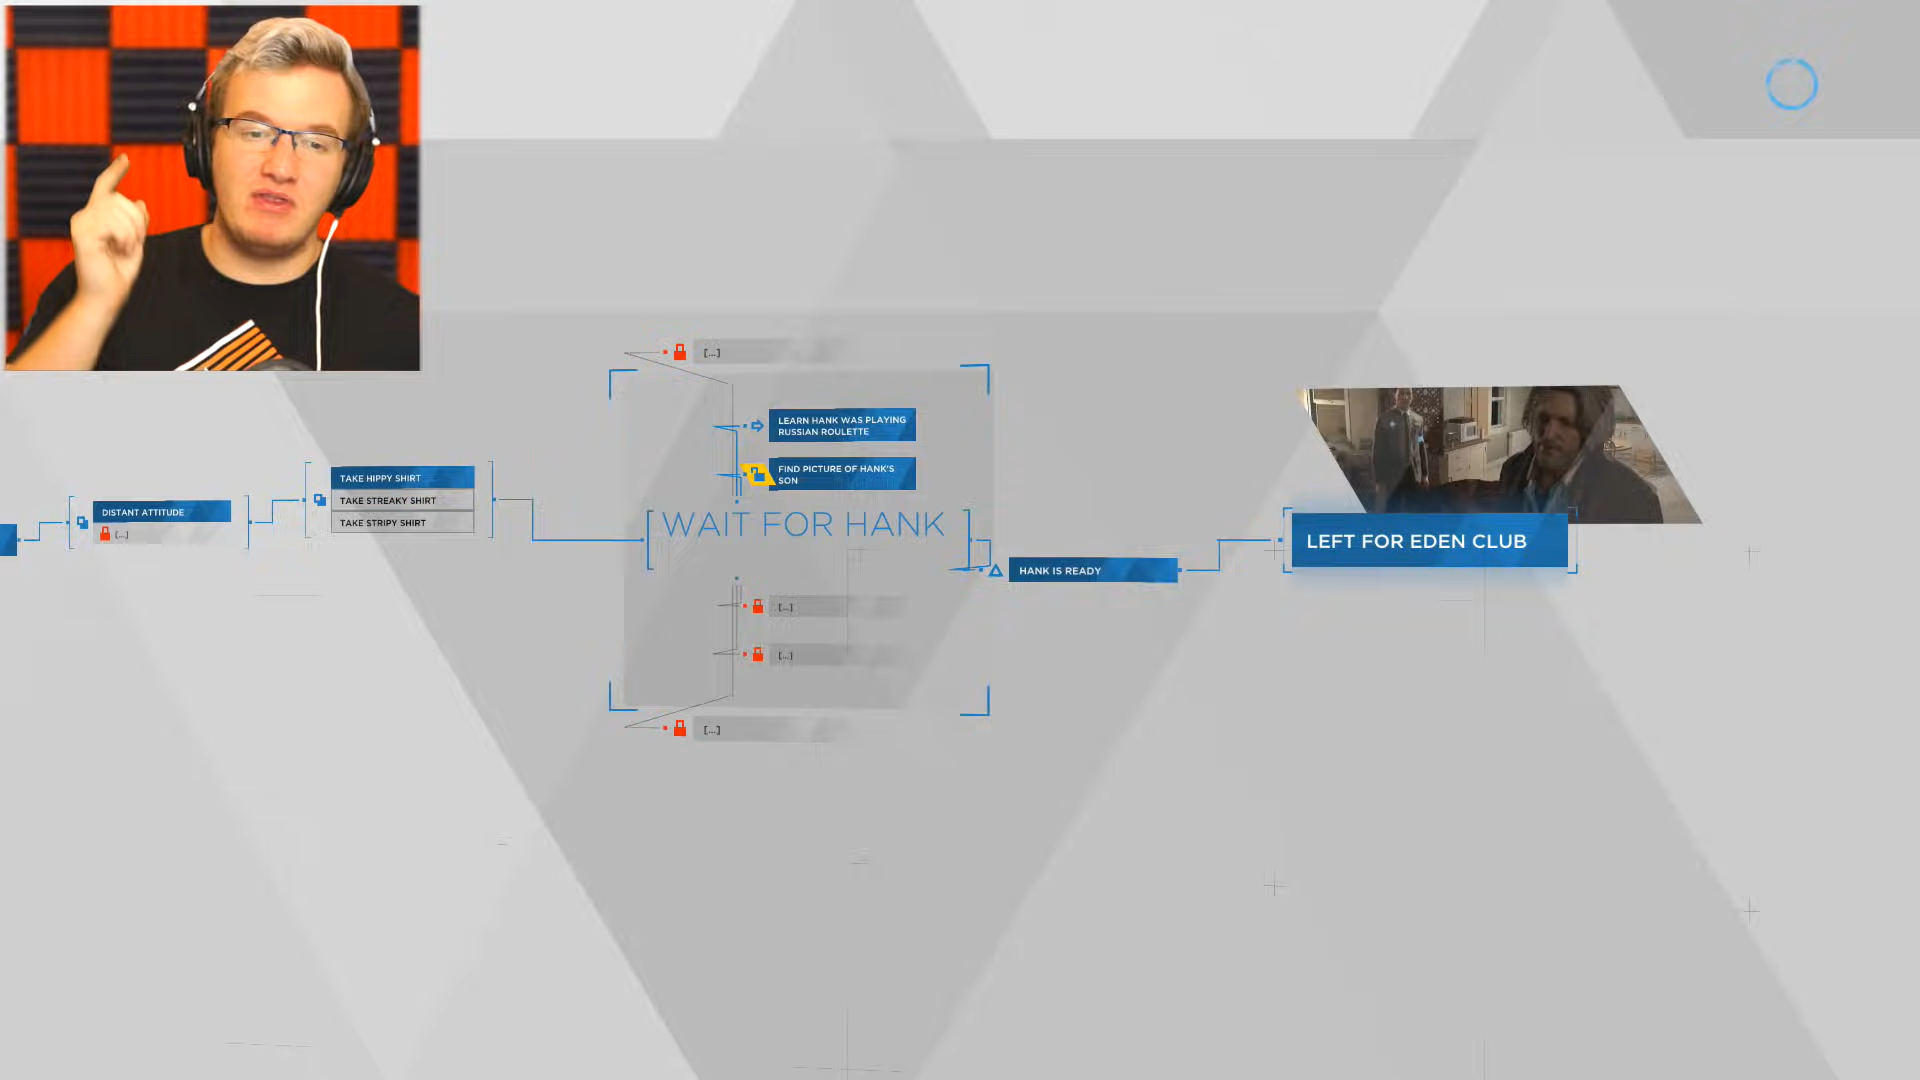 [...]
LEARN HANK WAS PLAYING
RUSSIAN ROULETTE
FIND PICTURE OF HANK'S
SON
TAKE HIPPY SHIRT
TAKE STREAKY SHIRT
TAKE STRIPY SHIRT
DISTANT ATTITUDE
[...]
WAIT FOR HANK
HANK IS READY
LEFT FOR EDEN CLUB
[...]
[...]
[...]